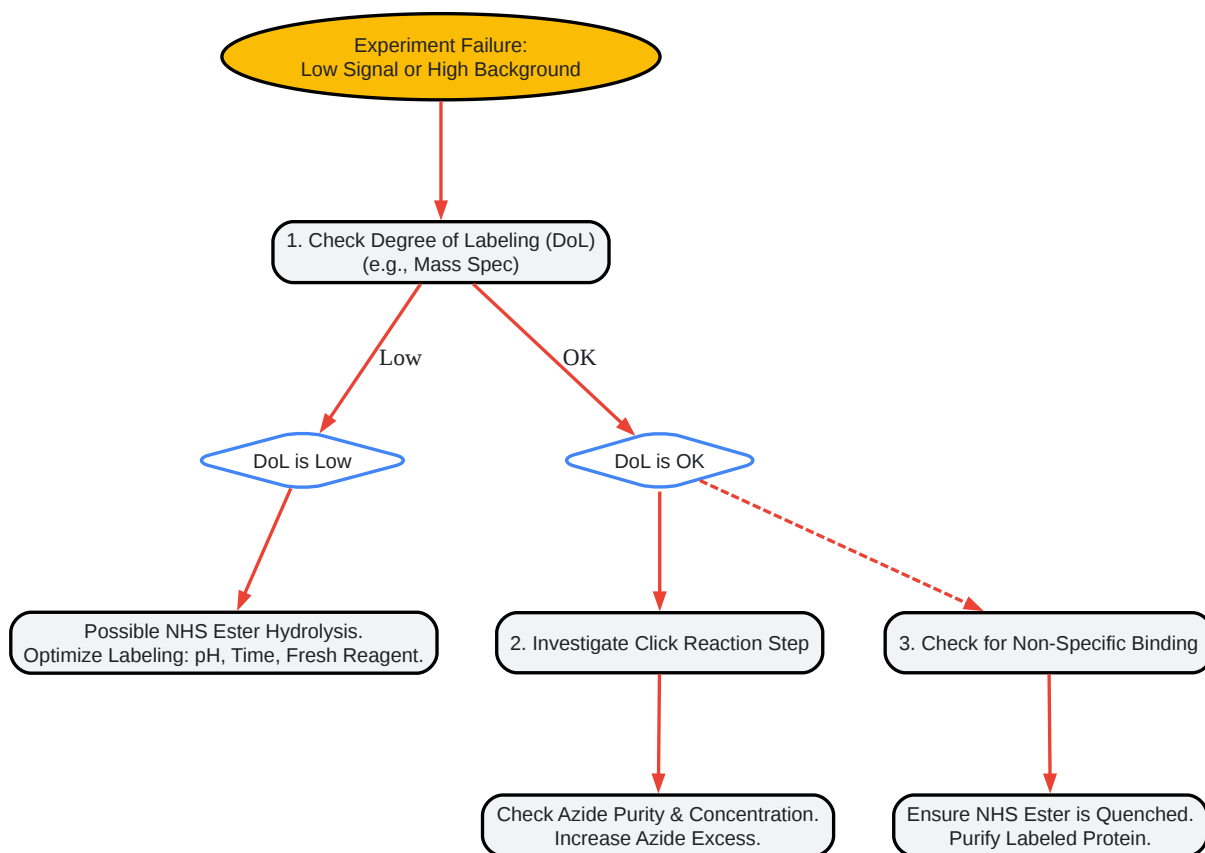 Experiment Failure:
Low Signal or High Background
1. Check Degree of Labeling (DoL)
(e.g., Mass Spec)
Low
OK
DoL is Low
DoL is OK
Possible NHS Ester Hydrolysis.
Optimize Labeling: pH, Time, Fresh Reagent.
2. Investigate Click Reaction Step
3. Check for Non-Specific Binding
Check Azide Purity & Concentration.
Increase Azide Excess.
Ensure NHS Ester is Quenched.
Purify Labeled Protein.